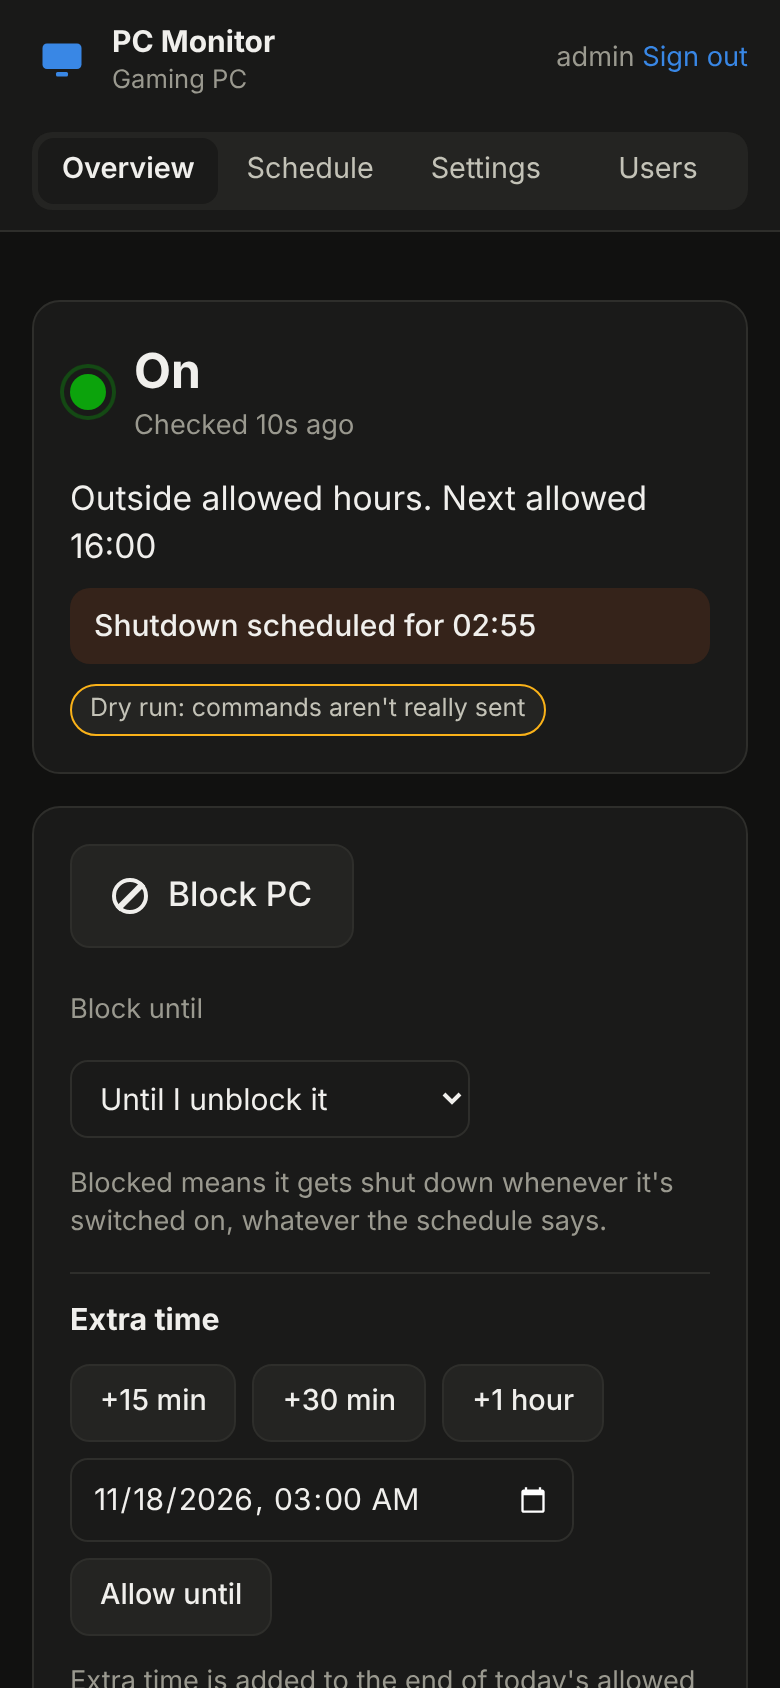 PC Monitor
Gaming PC
admin Sign out
Overview Schedule Settings Users
On
Checked 10s ago
Outside allowed hours. Next allowed
16:00
Shutdown scheduled for 02:55
Dry run: commands aren't really sent
Block PC
Block until
Until I unblock it
Blocked means it gets shut down whenever it's
switched on, whatever the schedule says.
Extra time
+15 min +30 min +1 hour
11/18/2026, 03:00 AM
Allow until
Extra time is added to the end of today's allowed